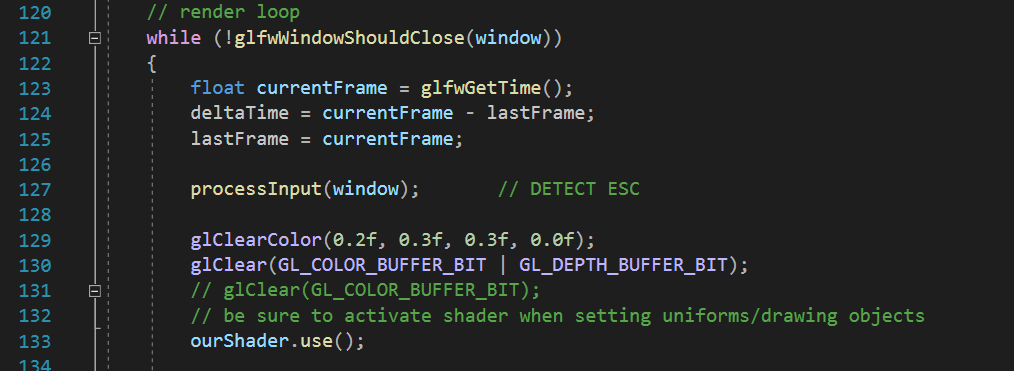 120 // render loop
121 while (!glfwWindowShouldClose(window))
122 {
123 float currentFrame = glfwGetTime();
124 deltaTime = currentFrame - lastFrame;
125 lastFrame = currentFrame;
126
127 processInput(window); // DETECT ESC
128
129 glClearColor(0.2f, 0.3f, 0.3f, 0.0f);
130 glClear(GL_COLOR_BUFFER_BIT | GL_DEPTH_BUFFER_BIT);
131 // glClear(GL_COLOR_BUFFER_BIT);
132 // be sure to activate shader when setting uniforms/drawing objects
133 ourShader.use();
134